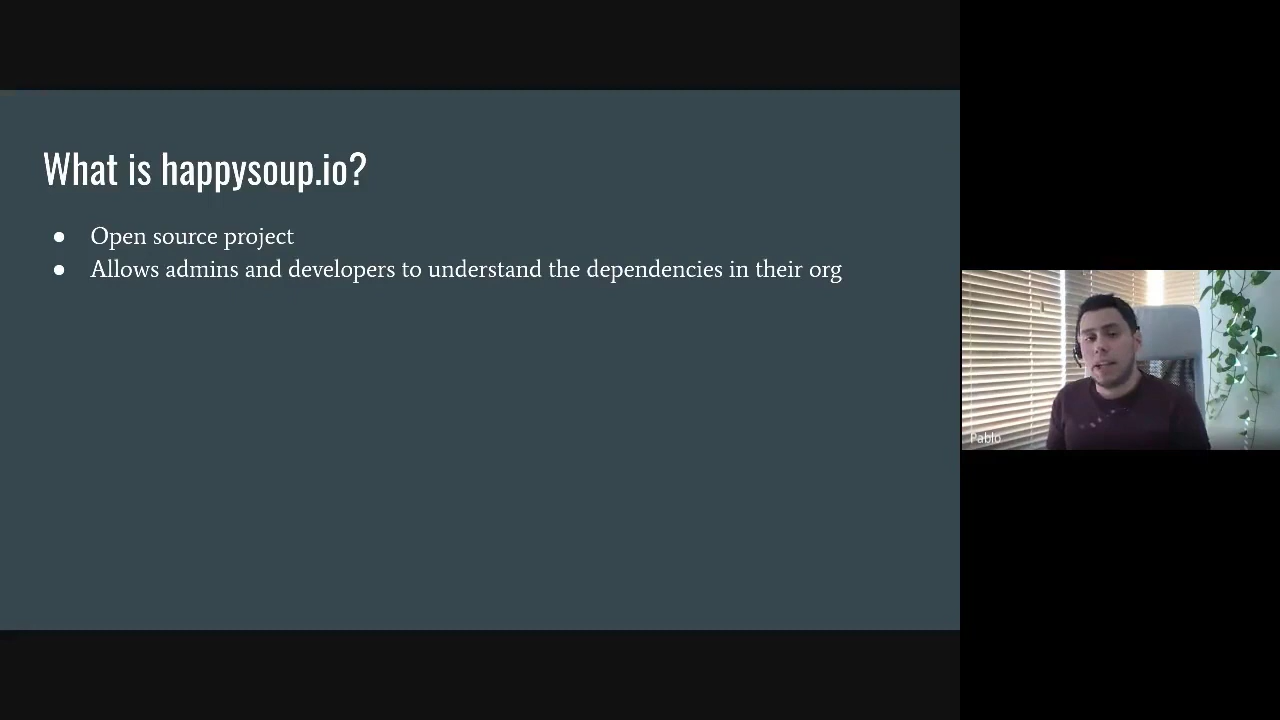 What is happysoup.io?
● Open source project
● Allows admins and developers to understand the dependencies in their org
Pablo